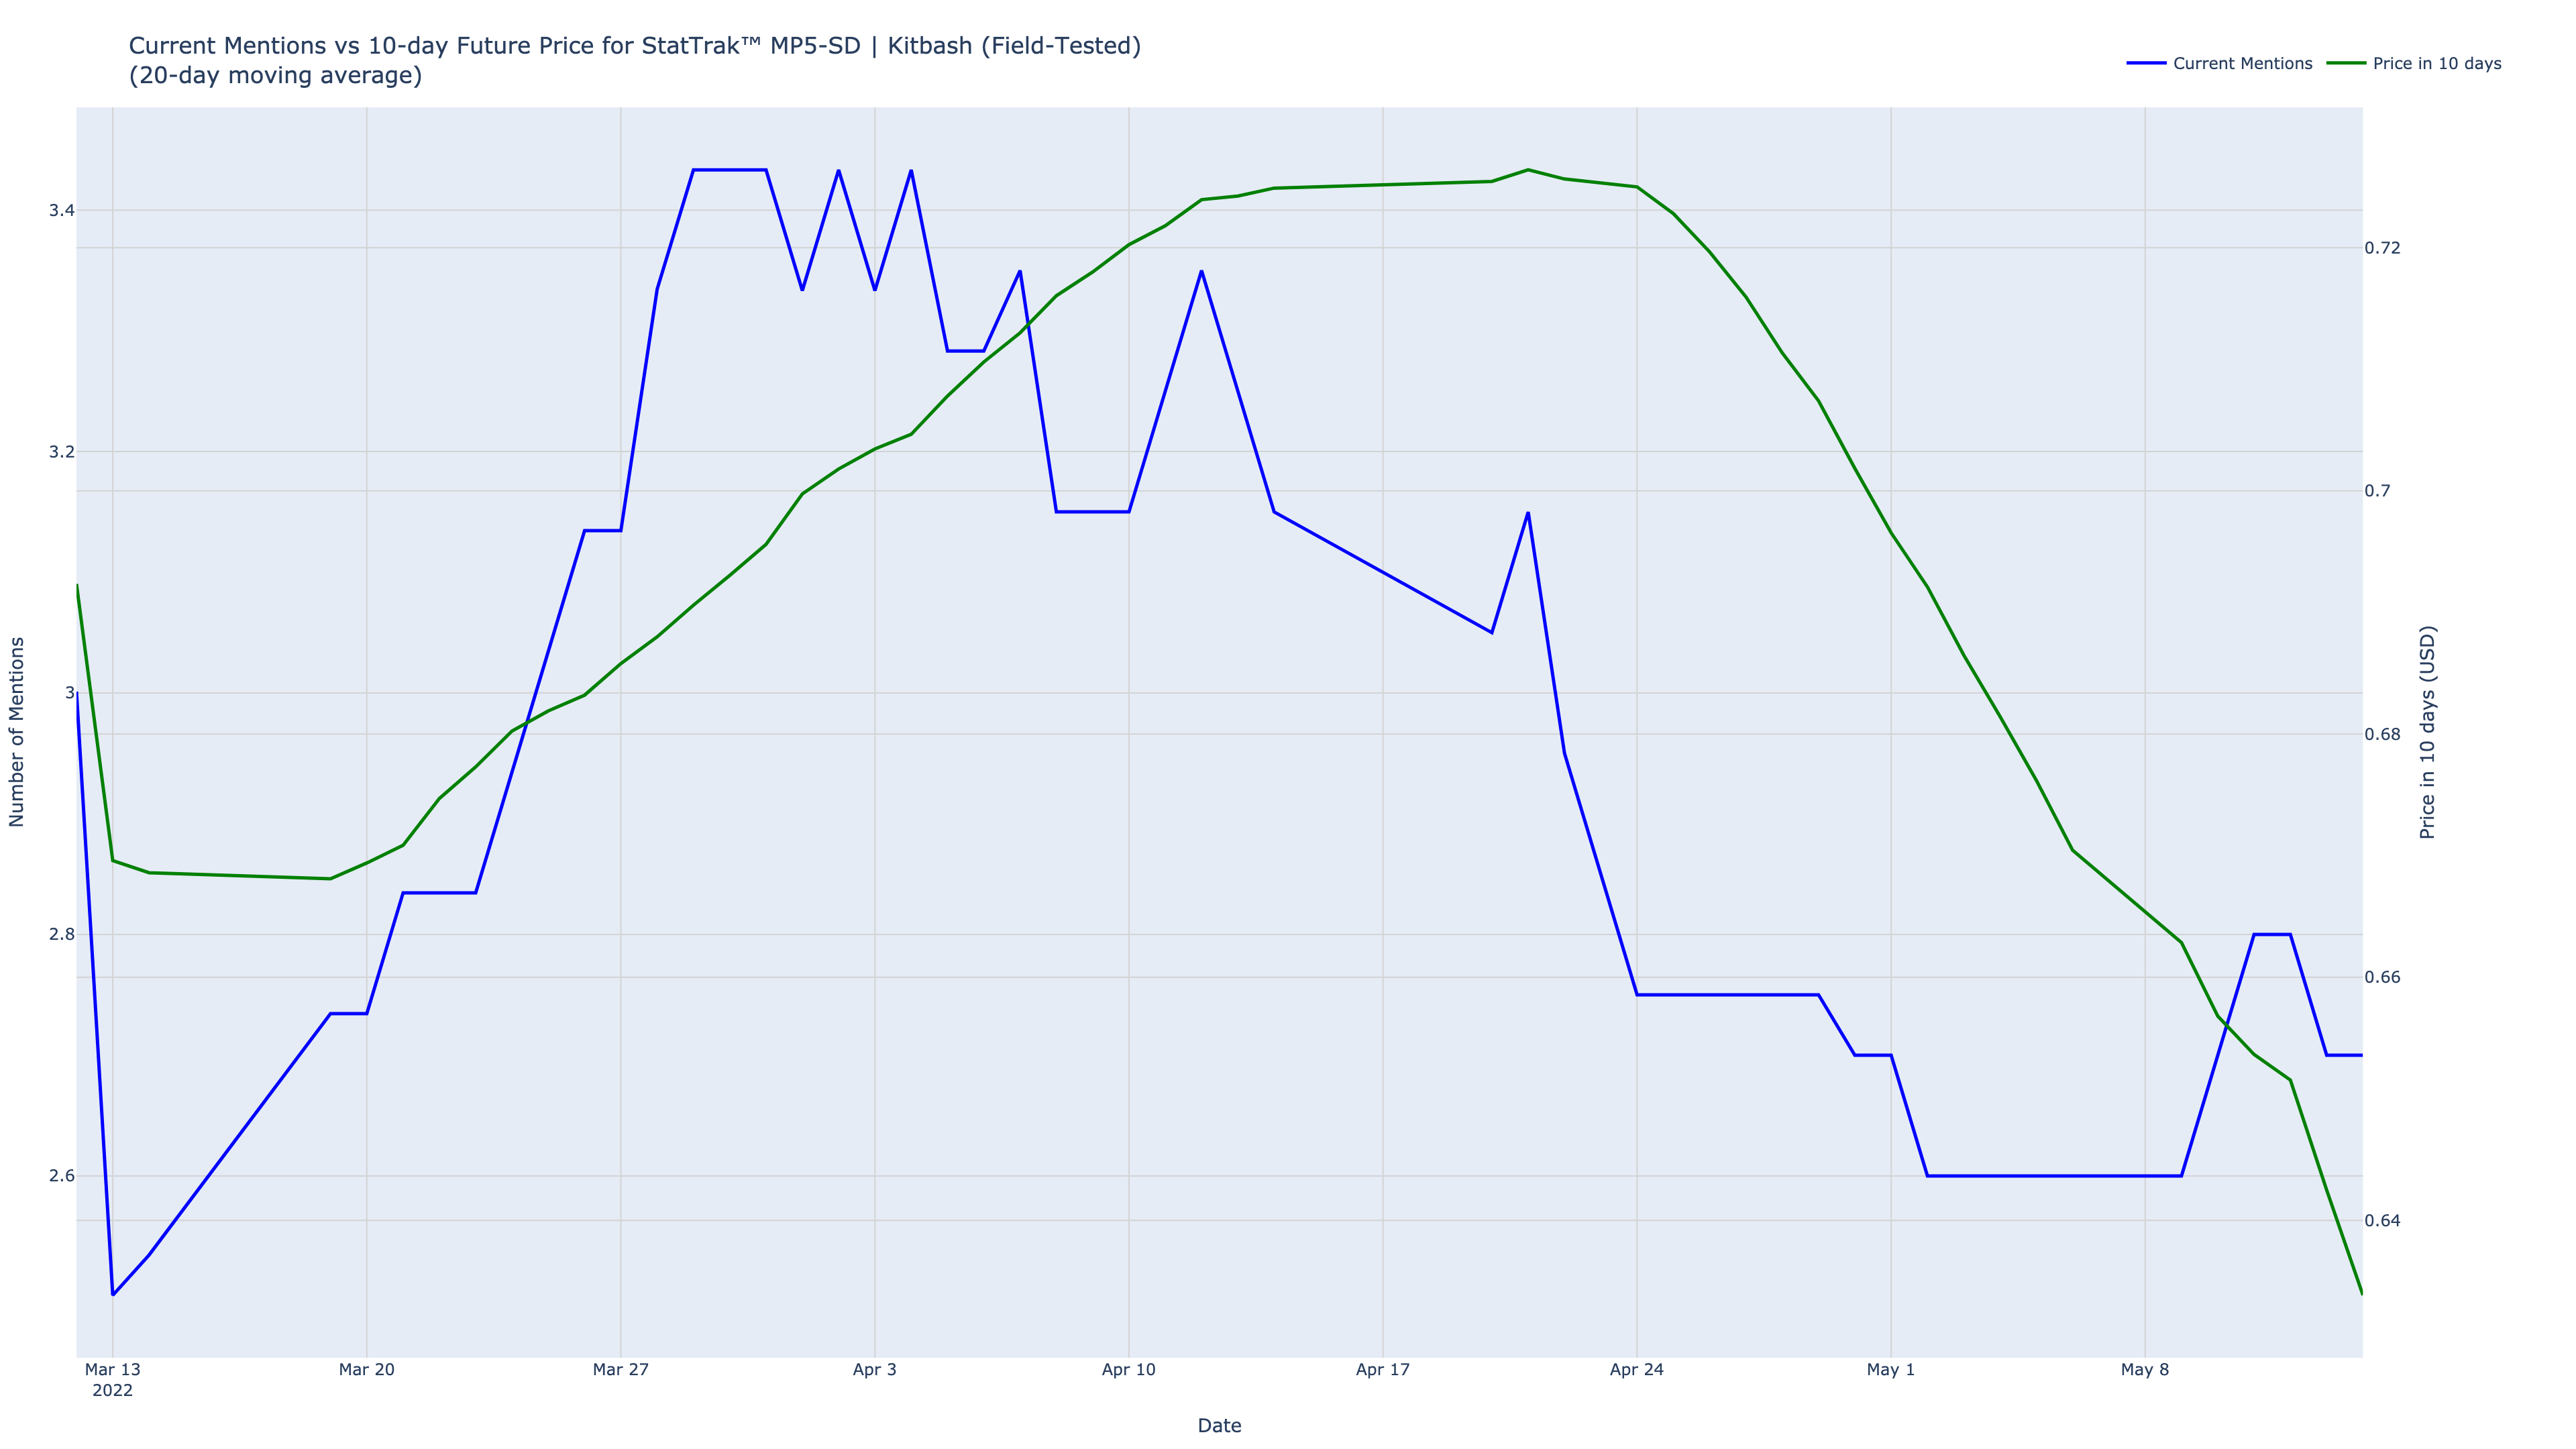 Current Mentions vs 10-day Future Price for StatTrak™ MP5-SD | Kitbash (Field-Tested)
(20-day moving average)
Current Mentions
Price in 10 days
3.4
3.2
3
2.8
2.6
Number of Mentions
0.72
0.7
0.68
0.66
0.64
Price in 10 days (USD)
Mar 13
2022
Mar 20
Mar 27
Apr 3
Apr 10
Apr 17
Apr 24
May 1
May 8
Date